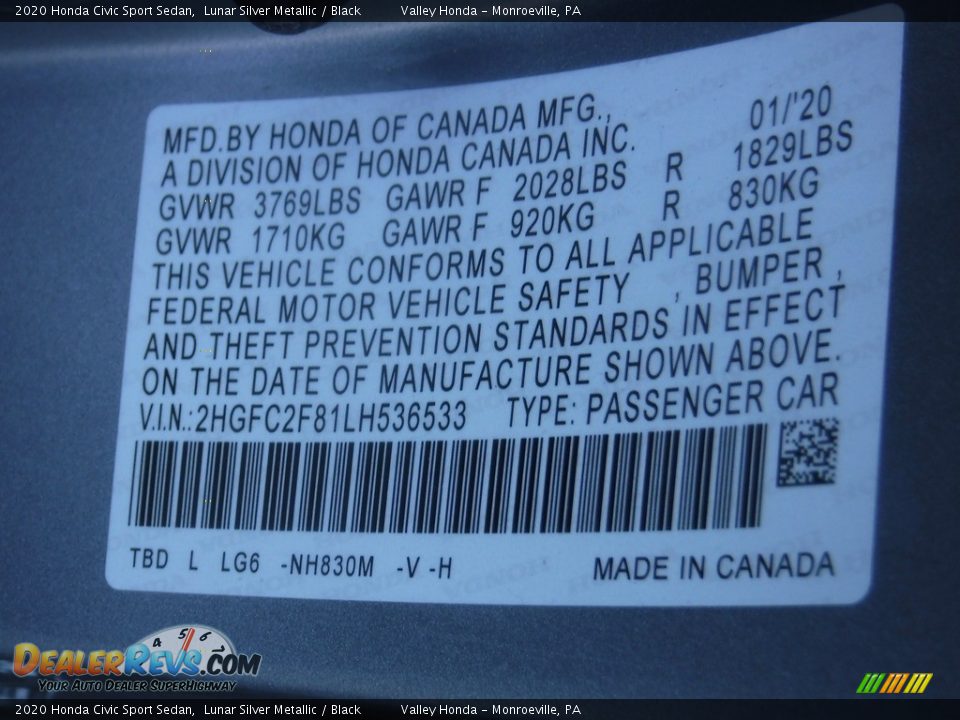 2020 Honda Civic Sport Sedan, Lunar Silver Metallic / Black Valley Honda - Monroeville, PA
MFD.BY HONDA OF CANADA MFG., 01/'20
A DIVISION OF HONDA CANADA INC.
GVWR 3769LBS GAWR F 2028LBS R 1829LBS
GVWR 1710KG GAWR F 920KG R 830KG
THIS VEHICLE CONFORMS TO ALL APPLICABLE
FEDERAL MOTOR VEHICLE SAFETY , BUMPER ,
AND THEFT PREVENTION STANDARDS IN EFFECT
ON THE DATE OF MANUFACTURE SHOWN ABOVE.
V.I.N.:2HGFC2F81LH536533 TYPE: PASSENGER CAR
TBD L LG6 -NH830M -V -H MADE IN CANADA
4 5 6 7
DEALERREVS.COM
YOUR AUTO DEALER SUPERHIGHWAY
2020 Honda Civic Sport Sedan, Lunar Silver Metallic / Black Valley Honda - Monroeville, PA